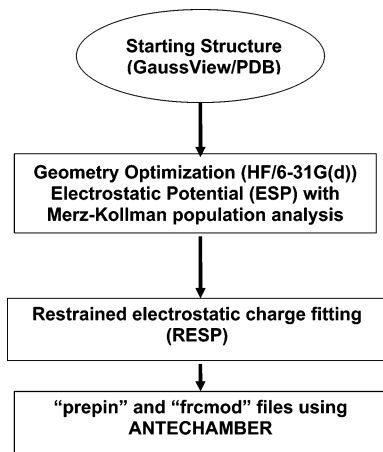 Starting Structure
(GaussView/PDB)
Geometry Optimization (HF/6-31G(d))
Electrostatic Potential (ESP) with
Merz-Kollman population analysis
Restrained electrostatic charge fitting
(RESP)
“prepin” and “frcmod” files using
ANTECHAMBER